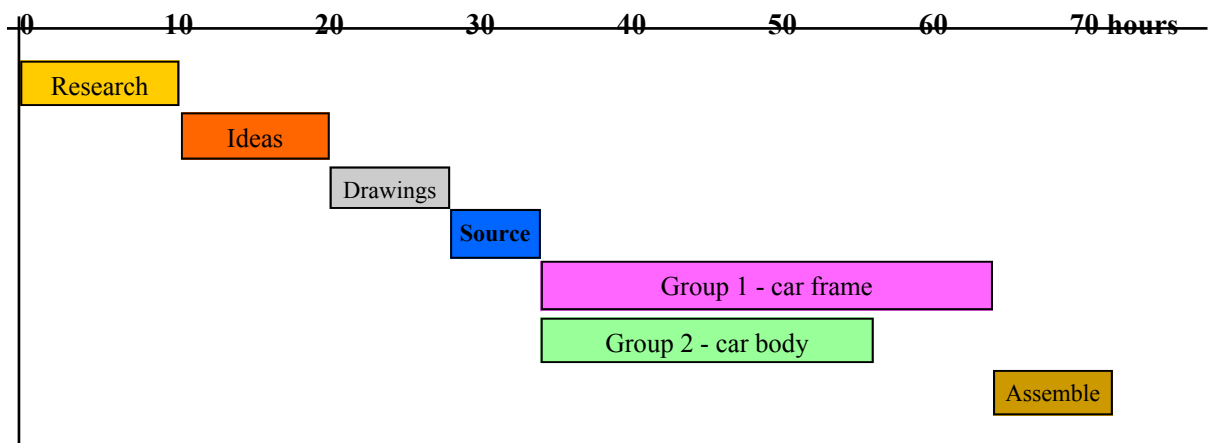 0 10 20 30 40 50 60 70 hours
Research
Ideas
Drawings
Source
Group 1 - car frame
Group 2 - car body
Assemble